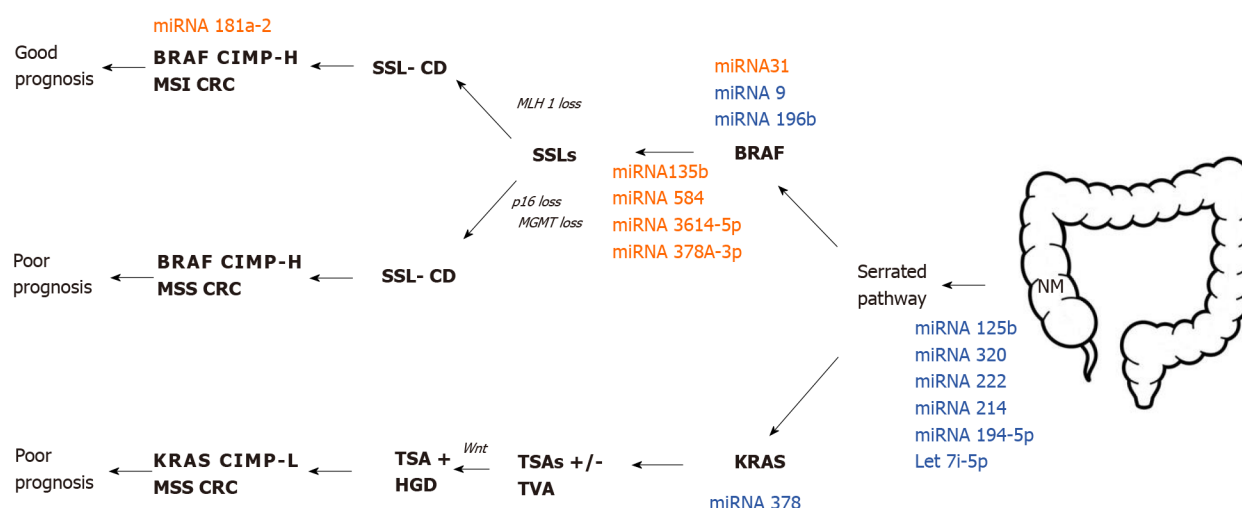 miRNA 181a-2
Good
prognosis
BRAF CIMP-H
MSI CRC
SSL- CD
MLH 1 loss
miRNA31
miRNA 9
miRNA 196b
SSLs
BRAF
p16 loss
MGMT loss
miRNA135b
miRNA 584
miRNA 3614-5p
miRNA 378A-3p
Poor
prognosis
BRAF CIMP-H
MSS CRC
SSL- CD
Serrated
pathway
NM
miRNA 125b
miRNA 320
miRNA 222
miRNA 214
miRNA 194-5p
Let 7i-5p
Poor
prognosis
KRAS CIMP-L
MSS CRC
TSA +
HGD
Wnt
TSAs +/-
TVA
KRAS
miRNA 378